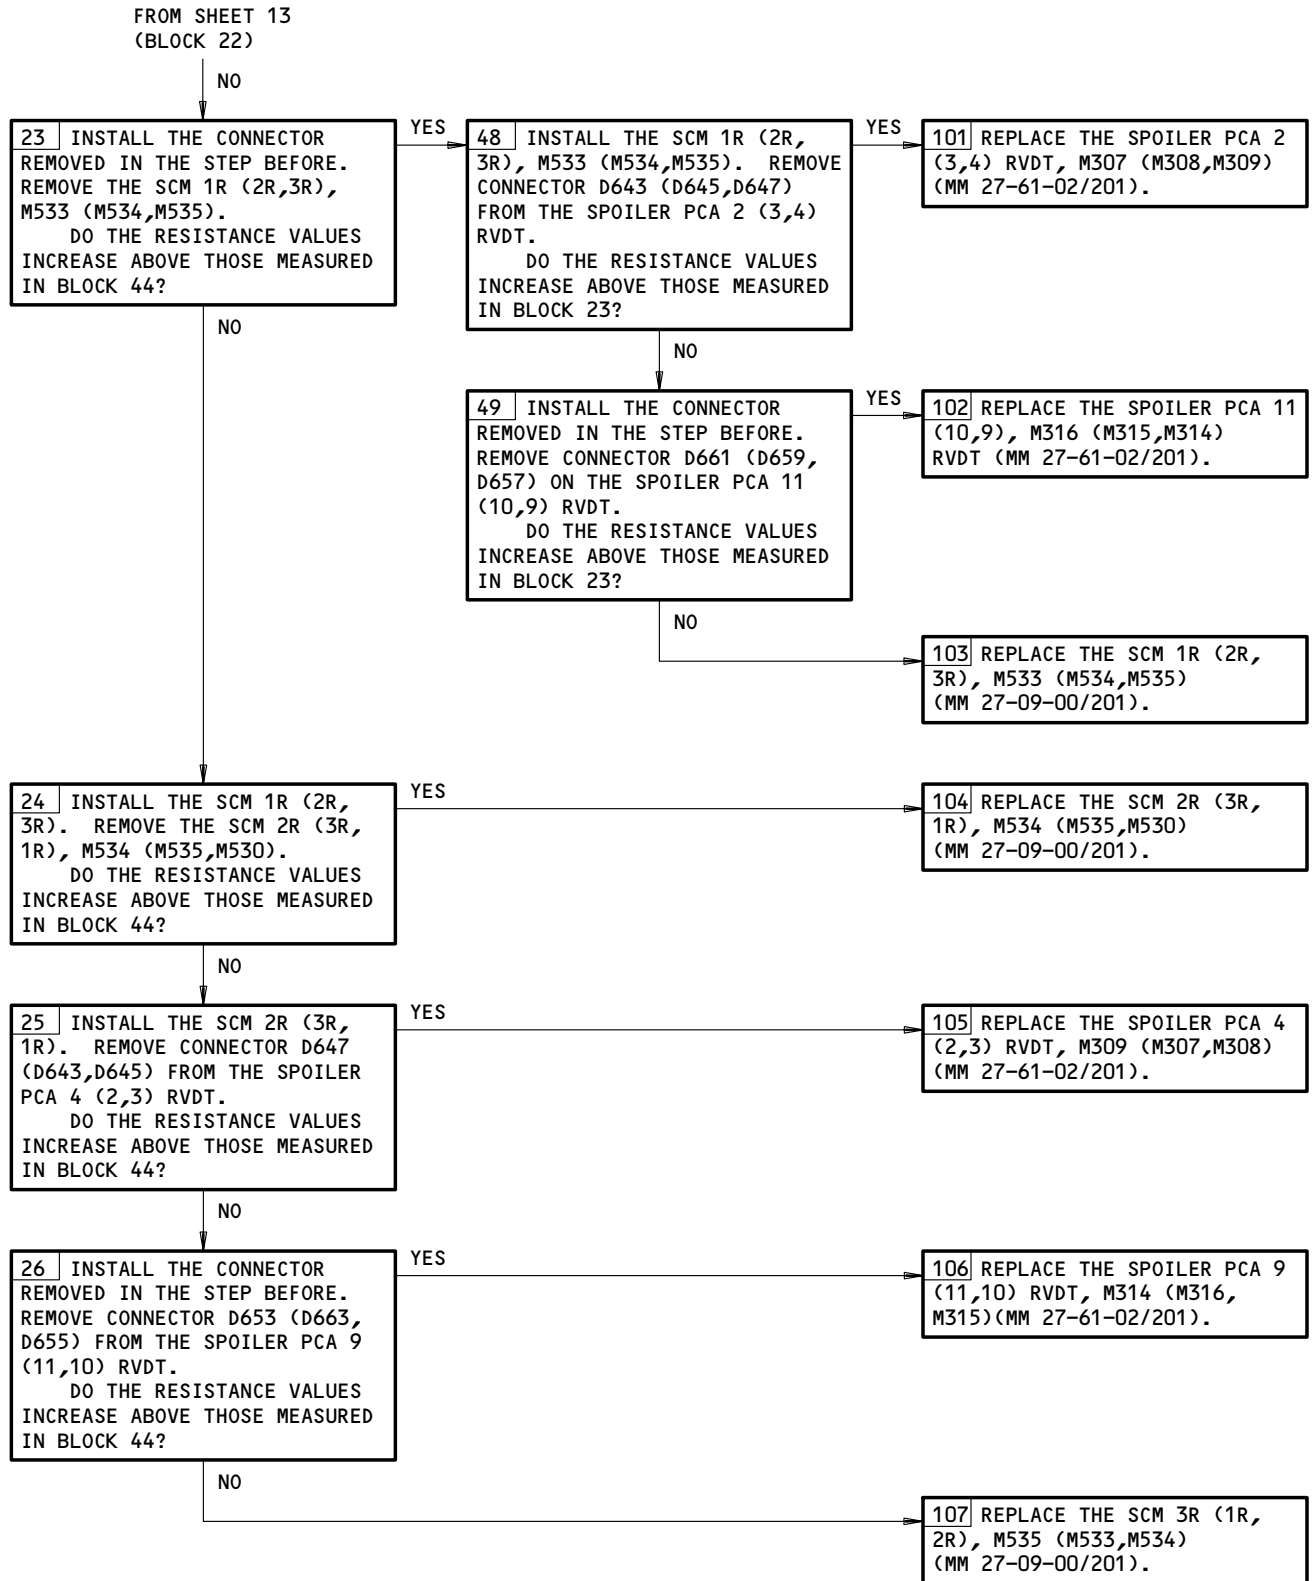 FROM SHEET 13
(BLOCK 22)
NO
23 INSTALL THE CONNECTOR
REMOVED IN THE STEP BEFORE.
REMOVE THE SCM 1R (2R,3R),
M533 (M534,M535).
DO THE RESISTANCE VALUES
INCREASE ABOVE THOSE MEASURED
IN BLOCK 44?
YES
NO
48 INSTALL THE SCM 1R (2R,
3R), M533 (M534,M535). REMOVE
CONNECTOR D643 (D645,D647)
FROM THE SPOILER PCA 2 (3,4)
RVDT.
DO THE RESISTANCE VALUES
INCREASE ABOVE THOSE MEASURED
IN BLOCK 23?
YES
NO
101 REPLACE THE SPOILER PCA 2
(3,4) RVDT, M307 (M308,M309)
(MM 27-61-02/201).
49 INSTALL THE CONNECTOR
REMOVED IN THE STEP BEFORE.
REMOVE CONNECTOR D661 (D659,
D657) ON THE SPOILER PCA 11
(10,9) RVDT.
DO THE RESISTANCE VALUES
INCREASE ABOVE THOSE MEASURED
IN BLOCK 23?
YES
NO
102 REPLACE THE SPOILER PCA 11
(10,9), M316 (M315,M314)
RVDT (MM 27-61-02/201).
103 REPLACE THE SCM 1R (2R,
3R), M533 (M534,M535)
(MM 27-09-00/201).
24 INSTALL THE SCM 1R (2R,
3R). REMOVE THE SCM 2R (3R,
1R), M534 (M535,M530).
DO THE RESISTANCE VALUES
INCREASE ABOVE THOSE MEASURED
IN BLOCK 44?
YES
NO
104 REPLACE THE SCM 2R (3R,
1R), M534 (M535,M530)
(MM 27-09-00/201).
25 INSTALL THE SCM 2R (3R,
1R). REMOVE CONNECTOR D647
(D643,D645) FROM THE SPOILER
PCA 4 (2,3) RVDT.
DO THE RESISTANCE VALUES
INCREASE ABOVE THOSE MEASURED
IN BLOCK 44?
YES
NO
105 REPLACE THE SPOILER PCA 4
(2,3) RVDT, M309 (M307,M308)
(MM 27-61-02/201).
26 INSTALL THE CONNECTOR
REMOVED IN THE STEP BEFORE.
REMOVE CONNECTOR D653 (D663,
D655) FROM THE SPOILER PCA 9
(11,10) RVDT.
DO THE RESISTANCE VALUES
INCREASE ABOVE THOSE MEASURED
IN BLOCK 44?
YES
NO
106 REPLACE THE SPOILER PCA 9
(11,10) RVDT, M314 (M316,
M315)(MM 27-61-02/201).
107 REPLACE THE SCM 3R (1R,
2R), M535 (M533,M534)
(MM 27-09-00/201).